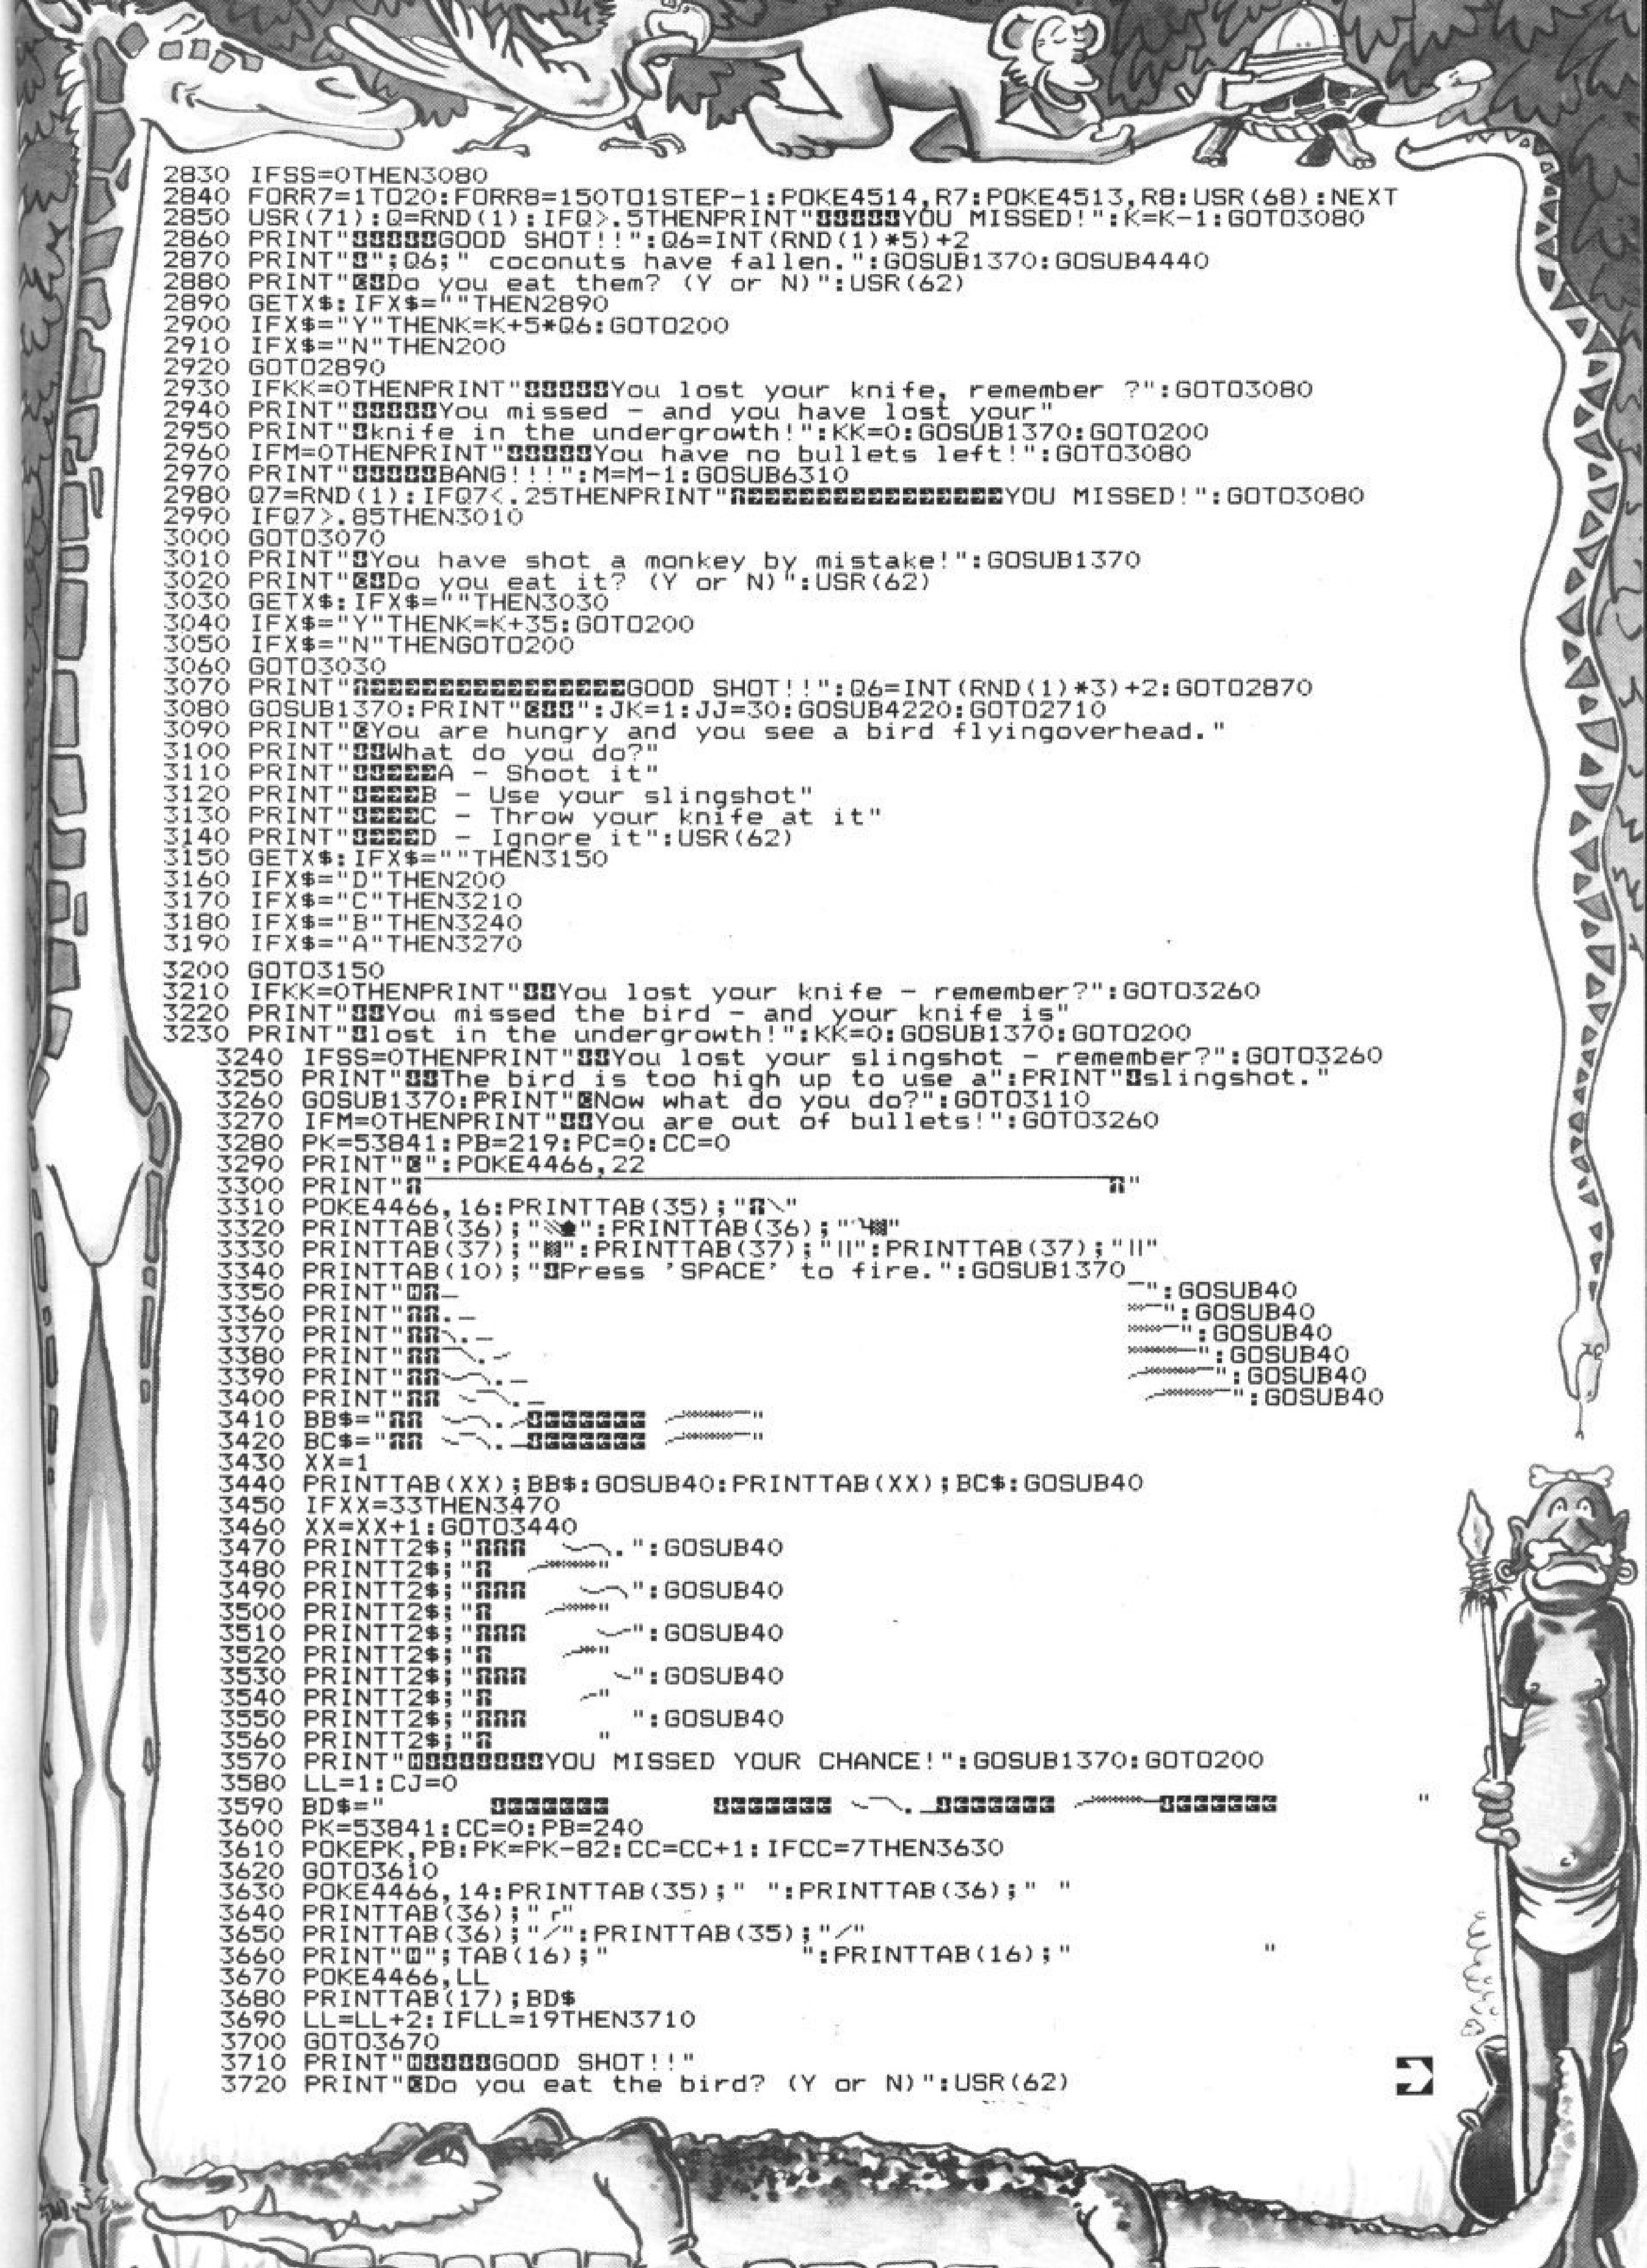 2830 IFSS=0THEN3080
2840 FORR7=1TO20:FORR8=150TO1STEP-1:POKE4514,R7:POKE4513,R8:USR(68):NEXT
2850 USR(71):Q=RND(1):IFQ>.5THENPRINT"YOU MISSED!":K=K-1:GOTO3080
2860 PRINT"GOOD SHOT!!":Q6=INT(RND(1)*5)+2
2870 PRINT"";Q6;" coconuts have fallen.":GOSUB1370:GOSUB4440
2880 PRINT"Do you eat them? (Y or N)":USR(62)
2890 GETX$:IFX$=""THEN2890
2900 IFX$="Y"THENK=K+5*Q6:GOTO200
2910 IFX$="N"THEN200
2920 GOTO2890
2930 IFKK=0THENPRINT"You lost your knife, remember ?":GOTO3080
2940 PRINT"You missed - and you have lost your"
2950 PRINT"knife in the undergrowth!":KK=0:GOSUB1370:GOTO200
2960 IFM=0THENPRINT"You have no bullets left!":GOTO3080
2970 PRINT"BANG!!!":M=M-1:GOSUB6310
2980 Q7=RND(1):IFQ7<.25THENPRINT"YOU MISSED!":GOTO3080
2990 IFQ7>.85THEN3010
3000 GOTO3070
3010 PRINT"You have shot a monkey by mistake!":GOSUB1370
3020 PRINT"Do you eat it? (Y or N)":USR(62)
3030 GETX$:IFX$=""THEN3030
3040 IFX$="Y"THENK=K+35:GOTO200
3050 IFX$="N"THENGOTO200
3060 GOTO3030
3070 PRINT"GOOD SHOT!!":Q6=INT(RND(1)*3)+2:GOTO2870
3080 GOSUB1370:PRINT"":JK=1:JJ=30:GOSUB4220:GOTO2710
3090 PRINT"You are hungry and you see a bird flyingoverhead."
3100 PRINT"What do you do?"
3110 PRINT"A - Shoot it"
3120 PRINT"B - Use your slingshot"
3130 PRINT"C - Throw your knife at it"
3140 PRINT"D - Ignore it":USR(62)
3150 GETX$:IFX$=""THEN3150
3160 IFX$="D"THEN200
3170 IFX$="C"THEN3210
3180 IFX$="B"THEN3240
3190 IFX$="A"THEN3270
3200 GOTO3150
3210 IFKK=0THENPRINT"You lost your knife - remember?":GOTO3260
3220 PRINT"You missed the bird - and your knife is"
3230 PRINT"lost in the undergrowth!":KK=0:GOSUB1370:GOTO200
3240 IFSS=0THENPRINT"You lost your slingshot - remember?":GOTO3260
3250 PRINT"The bird is too high up to use a":PRINT"slingshot."
3260 GOSUB1370:PRINT"Now what do you do?":GOTO3110
3270 IFM=0THENPRINT"You are out of bullets!":GOTO3260
3280 PK=53841:PB=219:PC=0:CC=0
3290 PRINT"":POKE4466,22
3300 PRINT""
3310 POKE4466,16:PRINTTAB(35);"\"
3320 PRINTTAB(36);"":PRINTTAB(36);""
3330 PRINTTAB(37);"":PRINTTAB(37);"||":PRINTTAB(37);"||"
3340 PRINTTAB(10);"Press 'SPACE' to fire.":GOSUB1370
3350 PRINT"":GOSUB40
3360 PRINT"":GOSUB40
3370 PRINT"":GOSUB40
3380 PRINT"":GOSUB40
3390 PRINT"":GOSUB40
3400 PRINT"":GOSUB40
3410 BB$=""
3420 BC$=""
3430 XX=1
3440 PRINTTAB(XX);BB$:GOSUB40:PRINTTAB(XX);BC$:GOSUB40
3450 IFXX=33THEN3470
3460 XX=XX+1:GOTO3440
3470 PRINTT2$;"":GOSUB40
3480 PRINTT2$;""
3490 PRINTT2$;"":GOSUB40
3500 PRINTT2$;""
3510 PRINTT2$;"":GOSUB40
3520 PRINTT2$;""
3530 PRINTT2$;"":GOSUB40
3540 PRINTT2$;""
3550 PRINTT2$;"":GOSUB40
3560 PRINTT2$;""
3570 PRINT"YOU MISSED YOUR CHANCE!":GOSUB1370:GOTO200
3580 LL=1:CJ=0
3590 BD$=""
3600 PK=53841:CC=0:PB=240
3610 POKEPK,PB:PK=PK-82:CC=CC+1:IFCC=7THEN3630
3620 GOTO3610
3630 POKE4466,14:PRINTTAB(35);" ":PRINTTAB(36);" "
3640 PRINTTAB(36);"┌"
3650 PRINTTAB(36);"/":PRINTTAB(35);"/"
3660 PRINT"";TAB(16);" ":PRINTTAB(16);" "
3670 POKE4466,LL
3680 PRINTTAB(17);BD$
3690 LL=LL+2:IFLL=19THEN3710
3700 GOTO3670
3710 PRINT"GOOD SHOT!!"
3720 PRINT"Do you eat the bird? (Y or N)":USR(62)